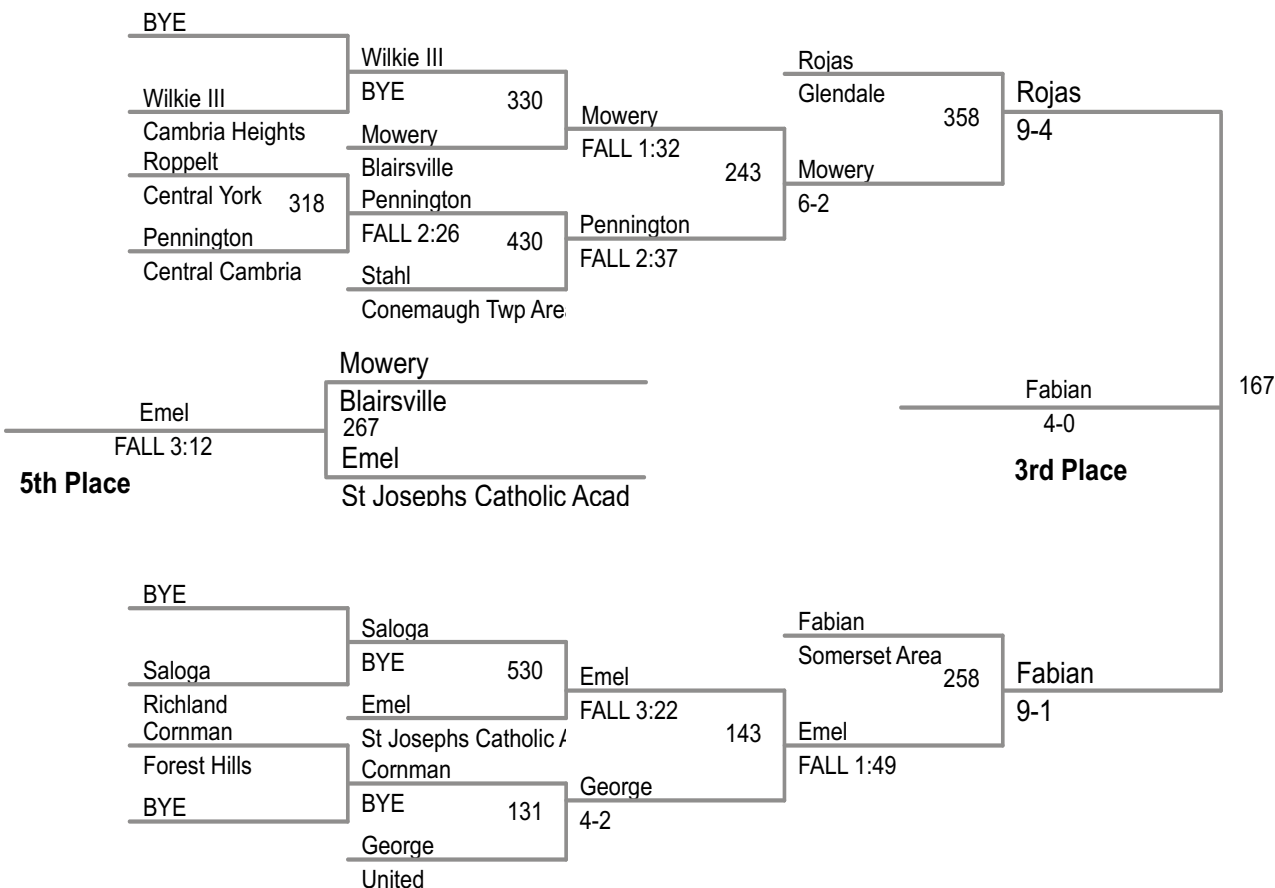 BYE
Wilkie III
Rojas
BYE
330
Glendale
Rojas
Wilkie III
Mowery
358
Cambria Heights
Mowery
FALL 1:32
9-4
Roppelt
Blairsville
243
Mowery
Central York
318
Pennington
6-2
Pennington
FALL 2:26
430
Pennington
Central Cambria
Stahl
FALL 2:37
Conemaugh Twp Area
Mowery
Blairsville
Emel
267
Fabian
167
FALL 3:12
Emel
4-0
5th Place
St Josephs Catholic Acad
3rd Place
BYE
Saloga
Fabian
BYE
530
Somerset Area
Saloga
Emel
258
Fabian
Richland
Emel
FALL 3:22
9-1
Cornman
St Josephs Catholic A
143
Emel
Forest Hills
Cornman
FALL 1:49
BYE
BYE
131
George
George
4-2
United